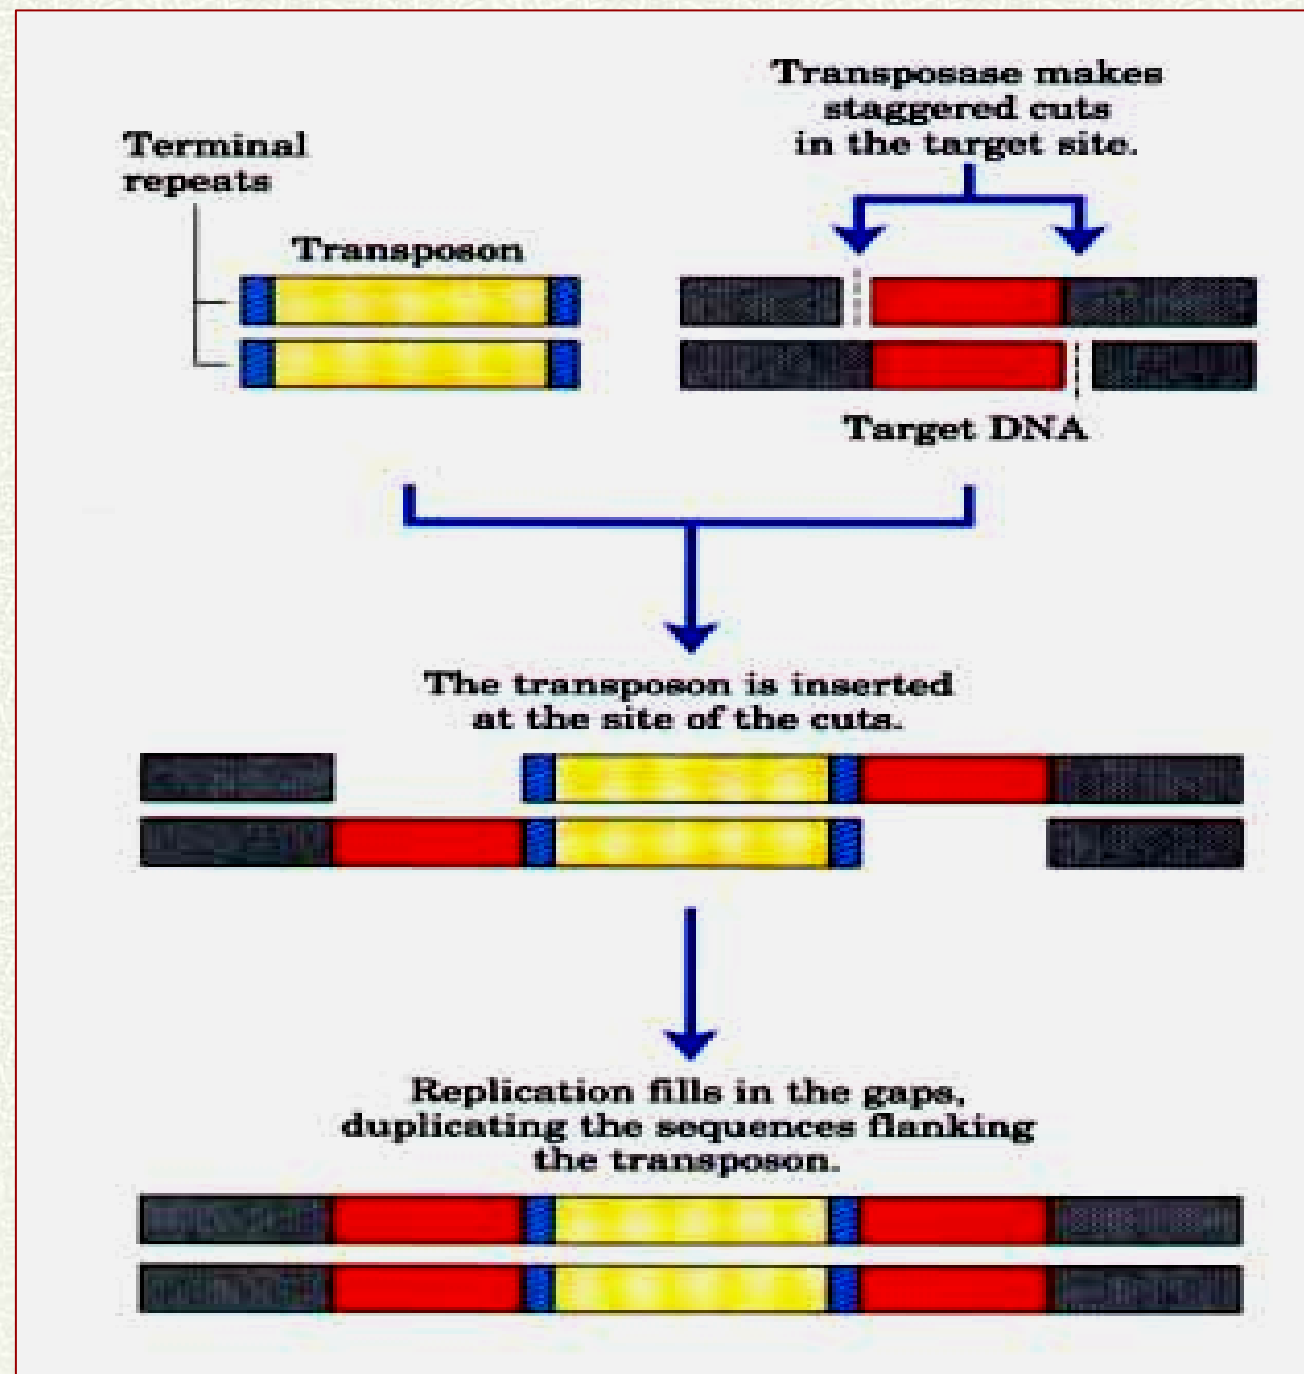 Transposase makes
staggered cuts
in the target site.
Terminal
repeats
Transposon
Target DNA
The transposon is inserted
at the site of the cuts.
Replication fills in the gaps,
duplicating the sequences flanking
the transposon.